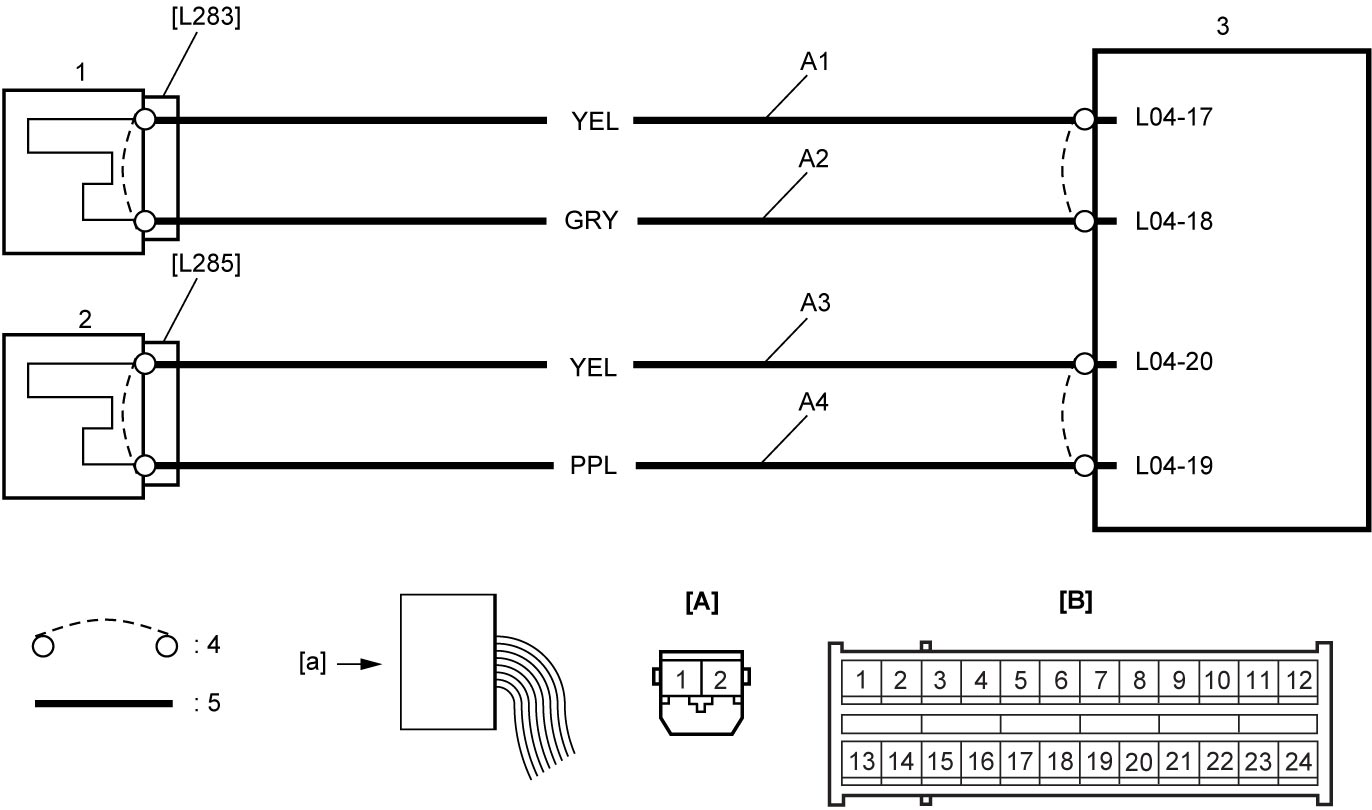 [L283]
3
1
A1
YEL
L04-17
A2
GRY
L04-18
[L285]
2
A3
YEL
L04-20
A4
PPL
L04-19
: 4
: 5
[a]
[A]
1 2
[B]
1 2 3 4 5 6 7 8 9 10 11 12
13 14 15 16 17 18 19 20 21 22 23 24